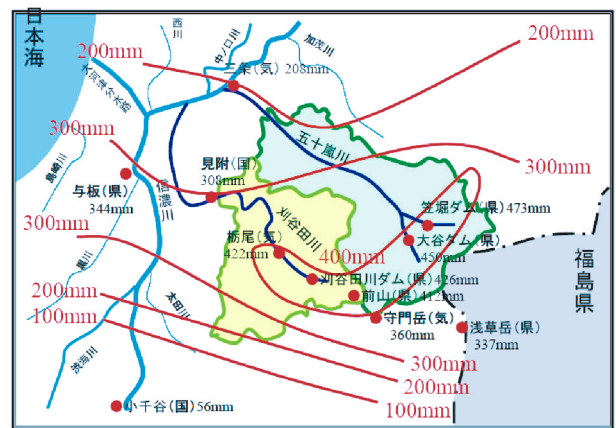 日本海
西川
中ノ口川
加茂川
200mm
200mm
大河津分水路
三条(気) 208mm
五十嵐川
300mm
300mm
島崎川
見附(国)
308mm
与板(県)
344mm
信濃川
刈谷田川
笠堀ダム(県) 473mm
大谷ダム(県)
450mm
栃尾(気)
422mm
400mm
300mm
黒川
刈谷田川ダム(県)426mm
前山(県)412mm
福島県
200mm
太田川
守門岳(気)
360mm
浅草岳(県)
337mm
100mm
渋海川
300mm
200mm
100mm
小千谷(国)56mm